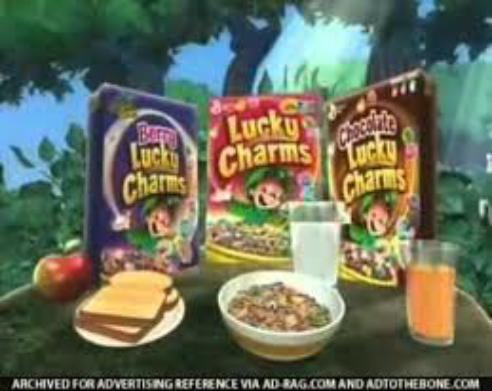 Berry
Lucky
Charms
Lucky
Charms
Chocolate
Lucky
Charms
ARCHIVED FOR ADVERTISING REFERENCE VIA AD-RAG.COM AND ADTOTHEBONE.COM